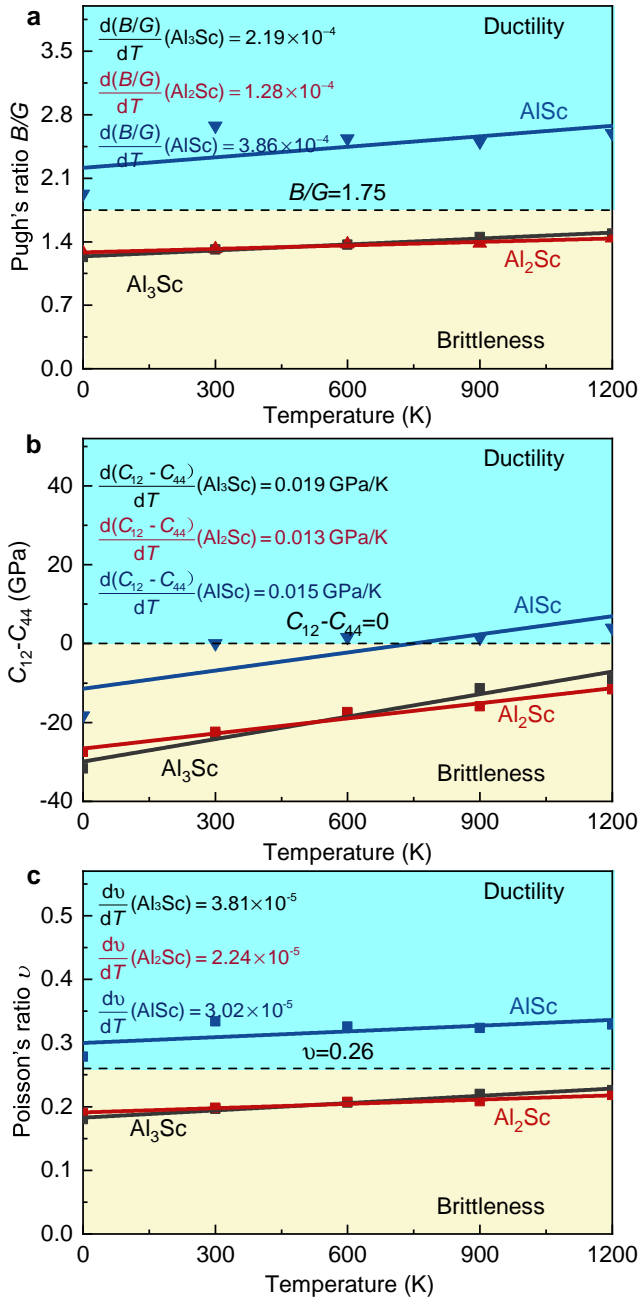 a
Ductility
d(B/G)/dT (Al₃Sc) = 2.19×10⁻⁴
d(B/G)/dT (Al₂Sc) = 1.28×10⁻⁴
d(B/G)/dT (AlSc) = 3.86×10⁻⁴
AlSc
B/G=1.75
Al₃Sc
Al₂Sc
Brittleness
Pugh's ratio B/G
3.5
2.8
2.1
1.4
0.7
0.0
0 300 600 900 1200
Temperature (K)
b
Ductility
d(C₁₂ - C₄₄)/dT (Al₃Sc) = 0.019 GPa/K
d(C₁₂ - C₄₄)/dT (Al₂Sc) = 0.013 GPa/K
d(C₁₂ - C₄₄)/dT (AlSc) = 0.015 GPa/K
AlSc
C₁₂-C₄₄=0
Al₃Sc
Al₂Sc
Brittleness
C₁₂-C₄₄ (GPa)
40
20
0
-20
-40
0 300 600 900 1200
Temperature (K)
c
Ductility
dυ/dT (Al₃Sc) = 3.81×10⁻⁵
dυ/dT (Al₂Sc) = 2.24×10⁻⁵
dυ/dT (AlSc) = 3.02×10⁻⁵
AlSc
υ=0.26
Al₃Sc
Al₂Sc
Brittleness
Poisson's ratio υ
0.5
0.4
0.3
0.2
0.1
0.0
0 300 600 900 1200
Temperature (K)